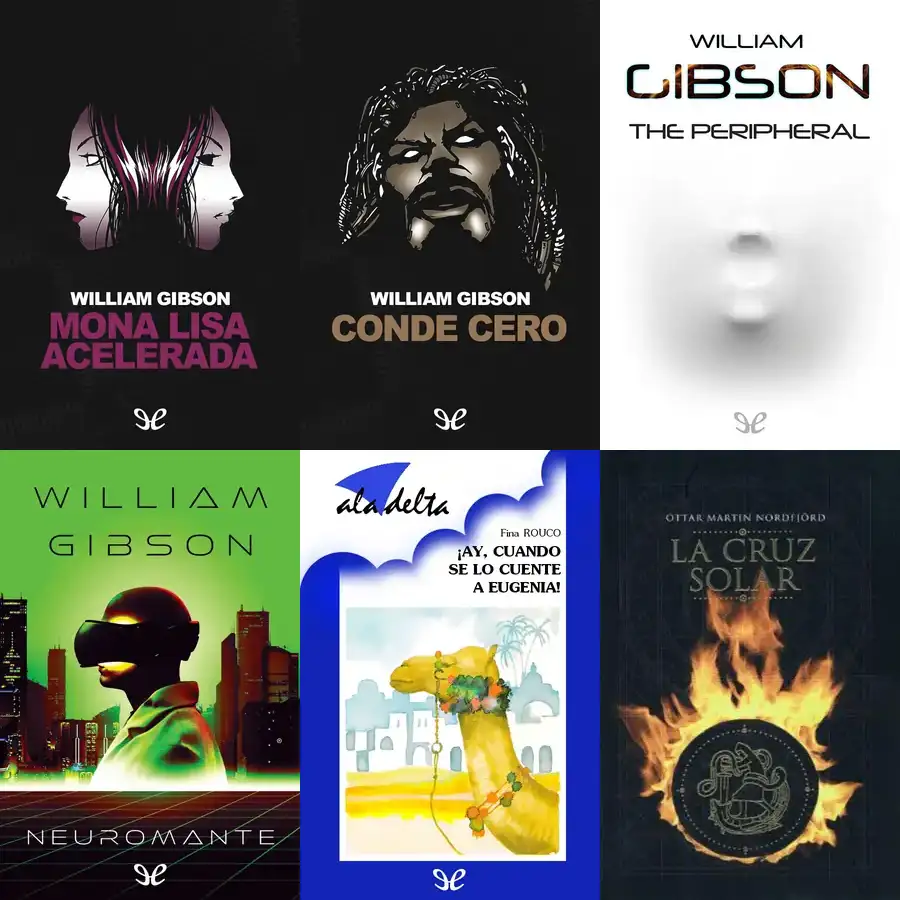 WILLIAM GIBSON
MONA LISA
ACELERADA
WILLIAM GIBSON
CONDE CERO
WILLIAM
GIBSON
THE PERIPHERAL
WILLIAM
GIBSON
NEUROMANTE
ala delta
Fina ROUCO
¡AY, CUANDO
SE LO CUENTE
A EUGENIA!
OTTAR MARTIN NORÐFJÖRÐ
LA CRUZ
SOLAR